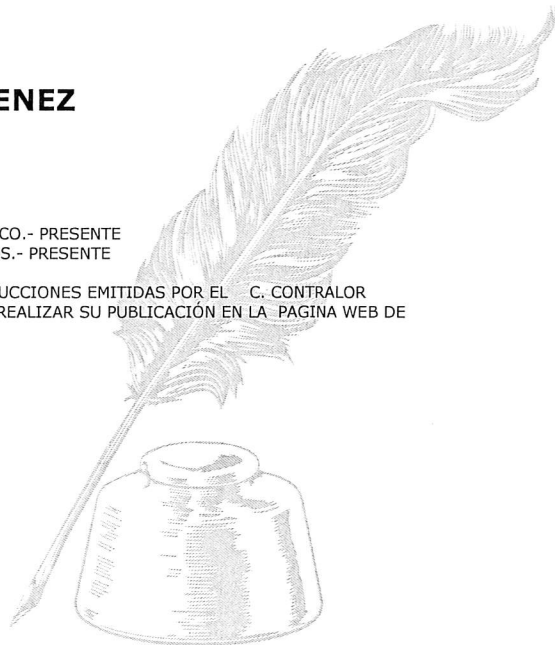 ENEZ
CO.- PRESENTE
S.- PRESENTE
UCCIONES EMITIDAS POR EL C. CONTRALOR
REALIZAR SU PUBLICACIÓN EN LA PAGINA WEB DE